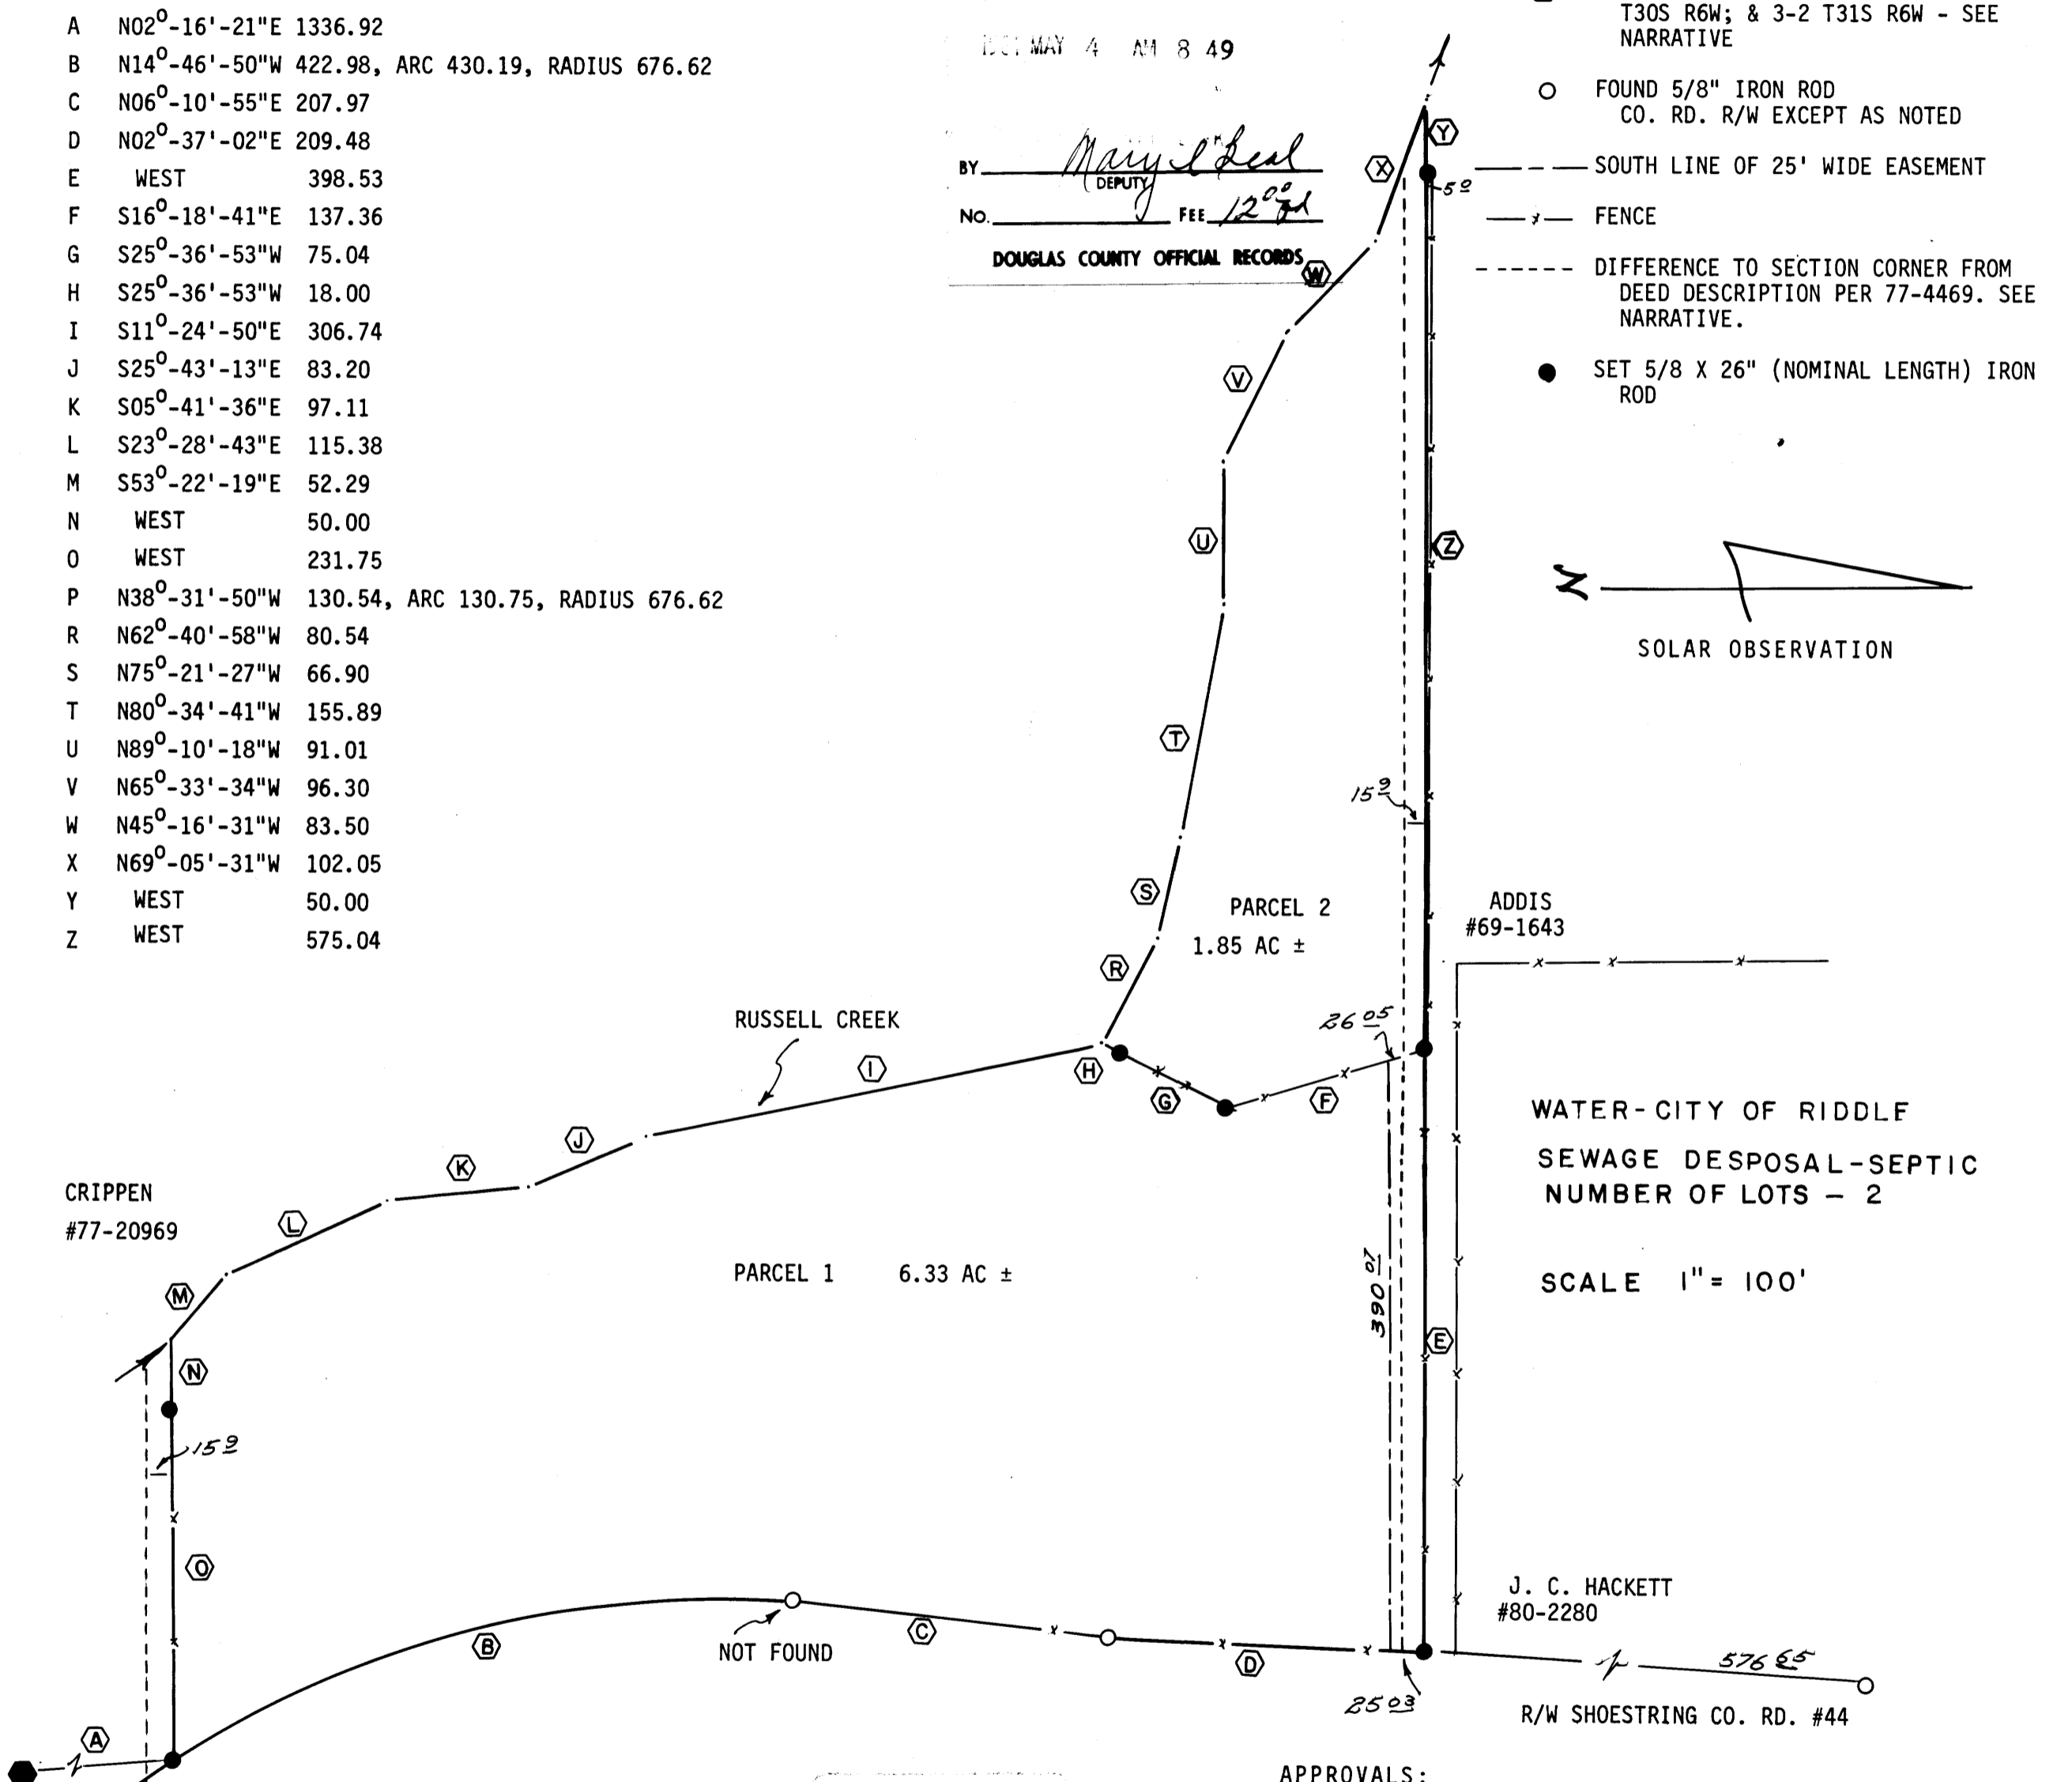 A N02°-16'-21"E 1336.92
B N14°-46'-50"W 422.98, ARC 430.19, RADIUS 676.62
C N06°-10'-55"E 207.97
D N02°-37'-02"E 209.48
E WEST 398.53
F S16°-18'-41"E 137.36
G S25°-36'-53"W 75.04
H S25°-36'-53"W 18.00
I S11°-24'-50"E 306.74
J S25°-43'-13"E 83.20
K S05°-41'-36"E 97.11
L S23°-28'-43"E 115.38
M S53°-22'-19"E 52.29
N WEST 50.00
O WEST 231.75
P N38°-31'-50"W 130.54, ARC 130.75, RADIUS 676.62
R N62°-40'-58"W 80.54
S N75°-21'-27"W 66.90
T N80°-34'-41"W 155.89
U N89°-10'-18"W 91.01
V N65°-33'-34"W 96.30
W N45°-16'-31"W 83.50
X N69°-05'-31"W 102.05
Y WEST 50.00
Z WEST 575.04
MAY 4 AM 8 49
BY
DEPUTY
NO. FEE 12⁰⁰
DOUGLAS COUNTY OFFICIAL RECORDS
T30S R6W; & 3-2 T31S R6W - SEE
NARRATIVE
FOUND 5/8" IRON ROD
CO. RD. R/W EXCEPT AS NOTED
SOUTH LINE OF 25' WIDE EASEMENT
FENCE
DIFFERENCE TO SECTION CORNER FROM
DEED DESCRIPTION PER 77-4469. SEE
NARRATIVE.
SET 5/8 X 26" (NOMINAL LENGTH) IRON
ROD
Y
X
5⁰
W
V
U
Z
N
SOLAR OBSERVATION
T
15⁹
S
PARCEL 2
1.85 AC ±
ADDIS
#69-1643
R
RUSSELL CREEK
26⁰⁵
I
H
G
F
J
K
L
WATER-CITY OF RIDDLE
SEWAGE DESPOSAL-SEPTIC
NUMBER OF LOTS - 2
CRIPPEN
#77-20969
PARCEL 1 6.33 AC ±
SCALE 1" = 100'
390⁰⁷
M
E
N
15⁹
O
B
NOT FOUND
C
D
J. C. HACKETT
#80-2280
576⁶⁵
25⁰³
R/W SHOESTRING CO. RD. #44
A
APPROVALS: